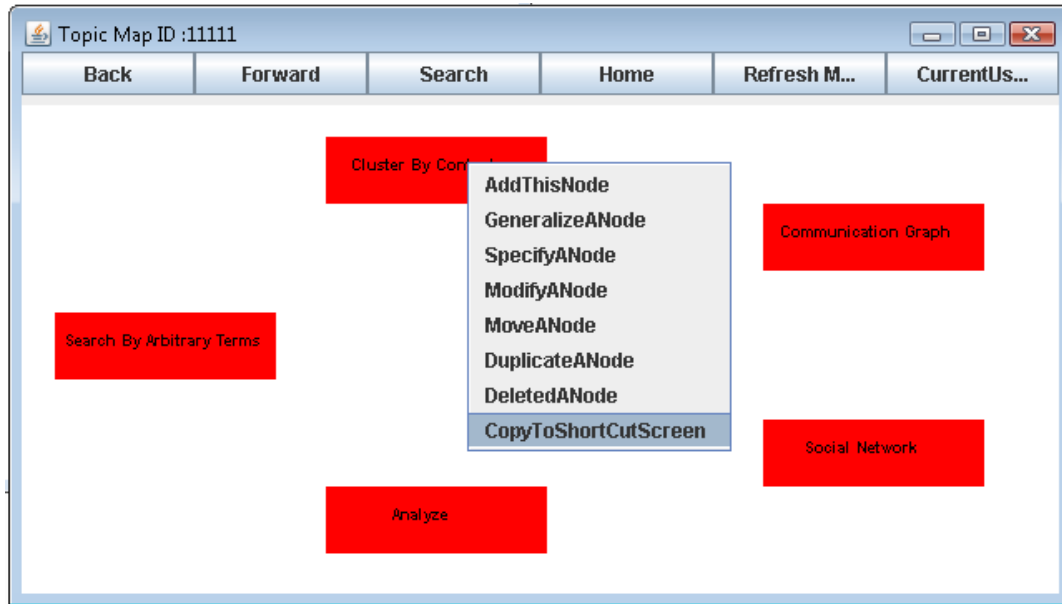 Topic Map ID :11111
Back Forward Search Home Refresh M... CurrentUs...
Cluster By
AddThisNode
GeneralizeANode
SpecifyANode
ModifyANode
MoveANode
DuplicateANode
DeletedANode
CopyToShortCutScreen
Communication Graph
Search By Arbitrary Terms
Social Network
Analyze